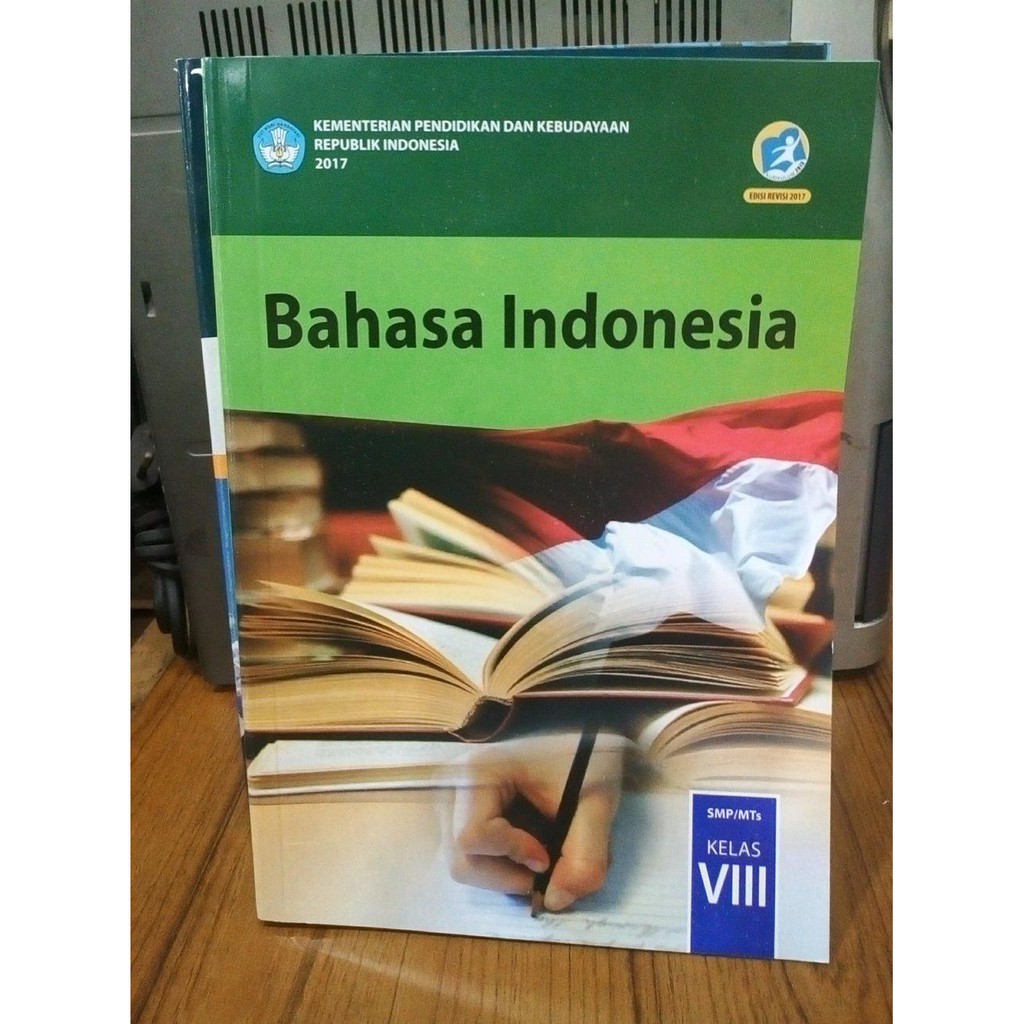 KEMENTERIAN PENDIDIKAN DAN KEBUDAYAAN
REPUBLIK INDONESIA
2017
EDISI REVISI 2017
Bahasa Indonesia
SMP/MTs
KELAS
VIII